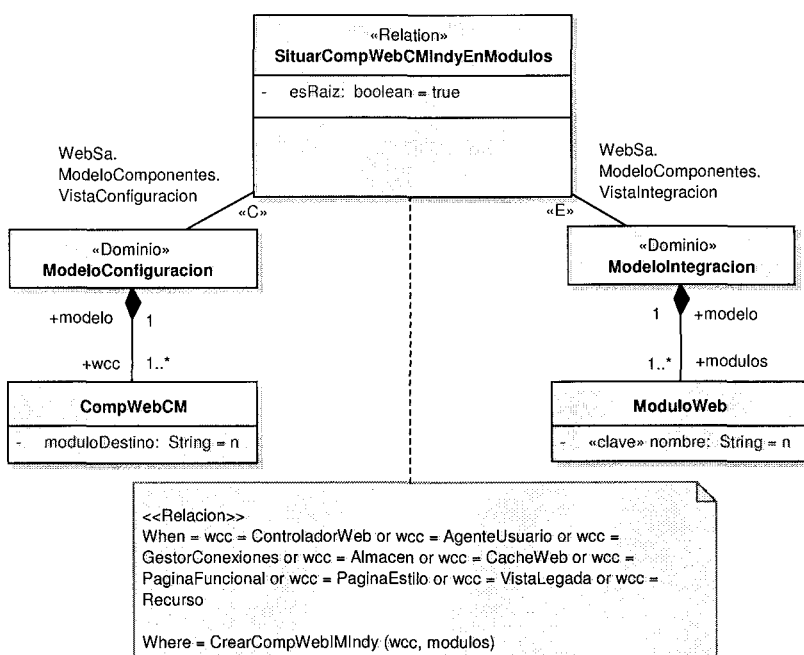 «Relation»
SituarCompWebCMIndyEnModulos
- esRaiz: boolean = true
WebSa.
ModeloComponentes.
VistaConfiguracion
WebSa.
ModeloComponentes.
VistaIntegracion
«C»
«E»
«Dominio»
ModeloConfiguracion
«Dominio»
ModeloIntegracion
+modelo 1
1 +modelo
+wcc 1..*
1..* +modulos
CompWebCM
- moduloDestino: String = n
ModuloWeb
- «clave» nombre: String = n
<<Relacion>>
When = wcc = ControladorWeb or wcc = AgenteUsuario or wcc =
GestorConexiones or wcc = Almacen or wcc = CacheWeb or wcc =
PaginaFuncional or wcc = PaginaEstilo or wcc = VistaLegada or wcc =
Recurso
Where = CrearCompWebIMIndy (wcc, modulos)